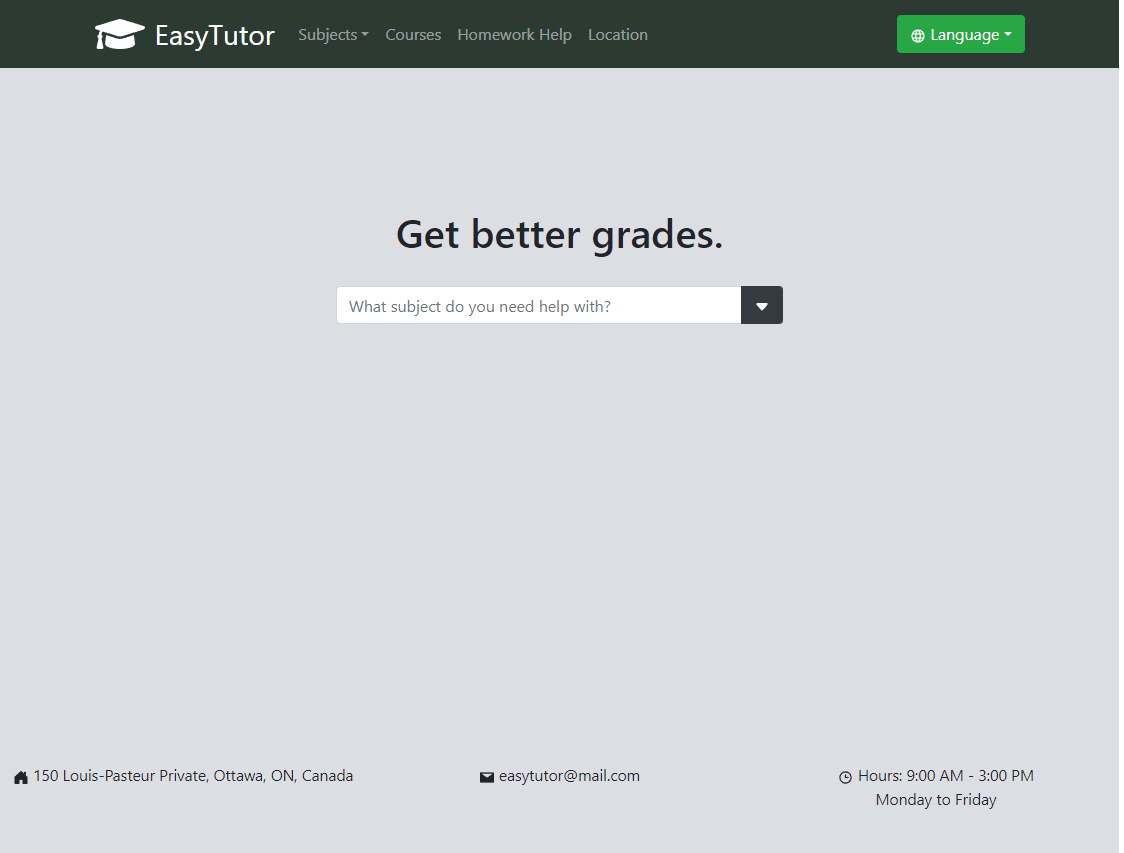 EasyTutor Subjects Courses Homework Help Location Language
Get better grades.
What subject do you need help with?
150 Louis-Pasteur Private, Ottawa, ON, Canada
easytutor@mail.com
Hours: 9:00 AM - 3:00 PM
Monday to Friday